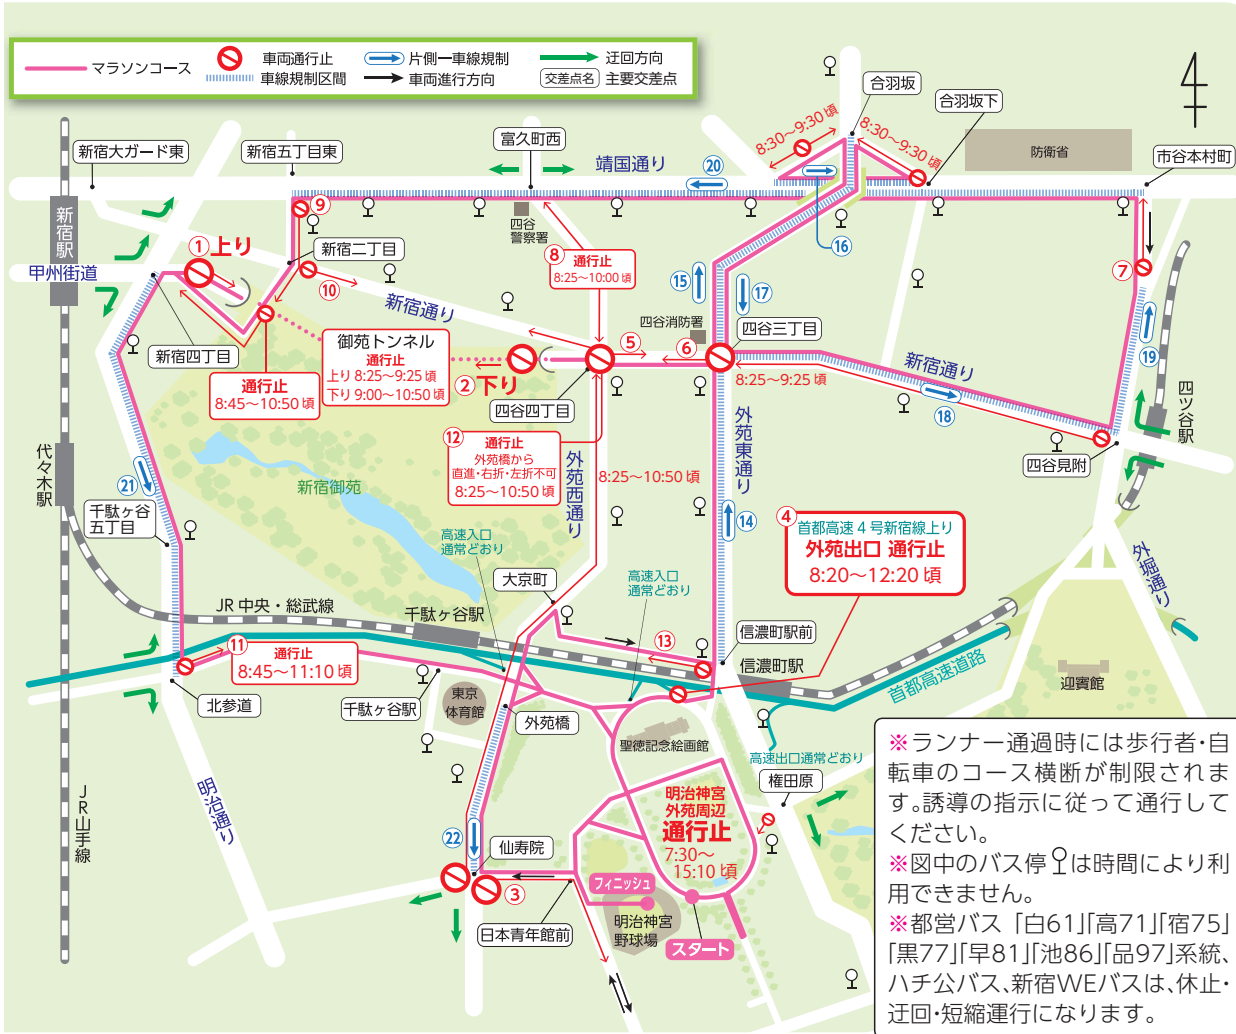 マラソンコース
車両通行止
車線規制区間
片側一車線規制
車両進行方向
迂回方向
交差点名
主要交差点
合羽坂
合羽坂下
8:30～9:30頃
8:30～9:30頃
防衛省
市谷本村町
新宿大ガード東
新宿五丁目東
富久町西
靖国通り
⑳
⑨
四谷
警察署
新宿駅
甲州街道
①上り
新宿二丁目
⑩
⑧
通行止
8:25～10:00頃
⑮
⑯
⑰
⑦
新宿通り
四谷消防署
四谷三丁目
新宿四丁目
御苑トンネル
通行止
上り 8:25～9:25 頃
下り 9:00～10:50 頃
通行止
8:45～10:50 頃
②下り
⑤
⑥
8:25～9:25頃
新宿通り
⑱
⑲
四谷四丁目
四ツ谷駅
四谷見附
⑫
通行止
外苑橋から
直進・右折・左折不可
8:25～10:50 頃
外苑西通り
8:25～10:50 頃
外苑東通り
代々木駅
㉑
新宿御苑
千駄ヶ谷
五丁目
⑭
④
首都高速 4 号新宿線上り
外苑出口 通行止
8:20～12:20 頃
高速入口
通常どおり
外堀通り
大京町
高速入口
通常どおり
JR 中央・総武線
千駄ヶ谷駅
⑬
信濃町駅前
信濃町駅
首都高速道路
迎賓館
⑪
通行止
8:45～11:10 頃
北参道
千駄ヶ谷駅
東京
体育館
外苑橋
聖徳記念絵画館
高速出口通常どおり
権田原
明治通り
JR山手線
明治神宮
外苑周辺
通行止
7:30～
15:10 頃
㉒
仙寿院
③
フィニッシュ
日本青年館前
明治神宮
野球場
スタート
※ランナー通過時には歩行者・自
転車のコース横断が制限されま
す。誘導の指示に従って通行して
ください。
※図中のバス停は時間により利
用できません。
※都営バス「白61」「高71」「宿75」
「黒77」「早81」「池86」「品97」系統、
ハチ公バス、新宿WEバスは、休止・
迂回・短縮運行になります。